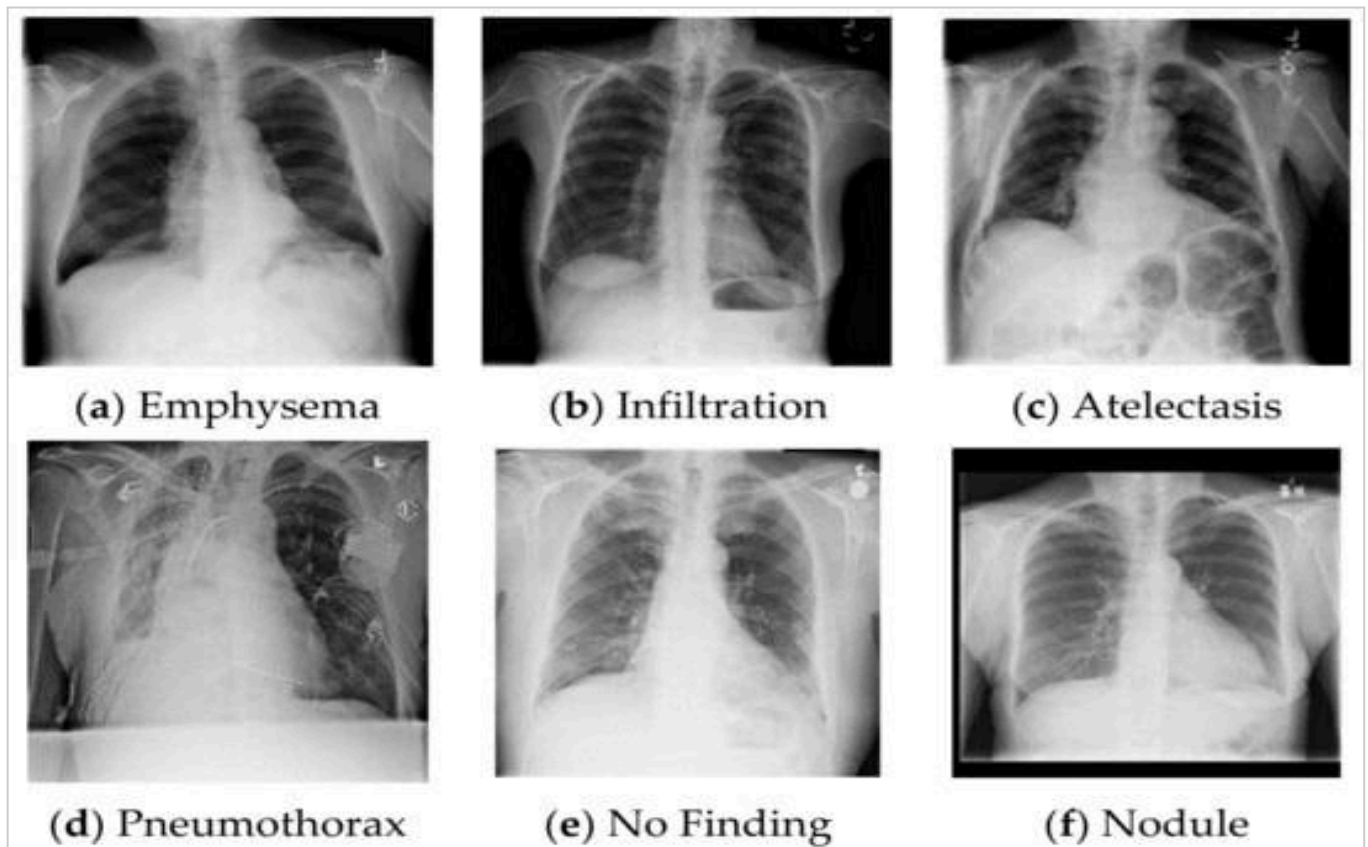 (a) Emphysema
(b) Infiltration
(c) Atelectasis
(d) Pneumothorax
(e) No Finding
(f) Nodule